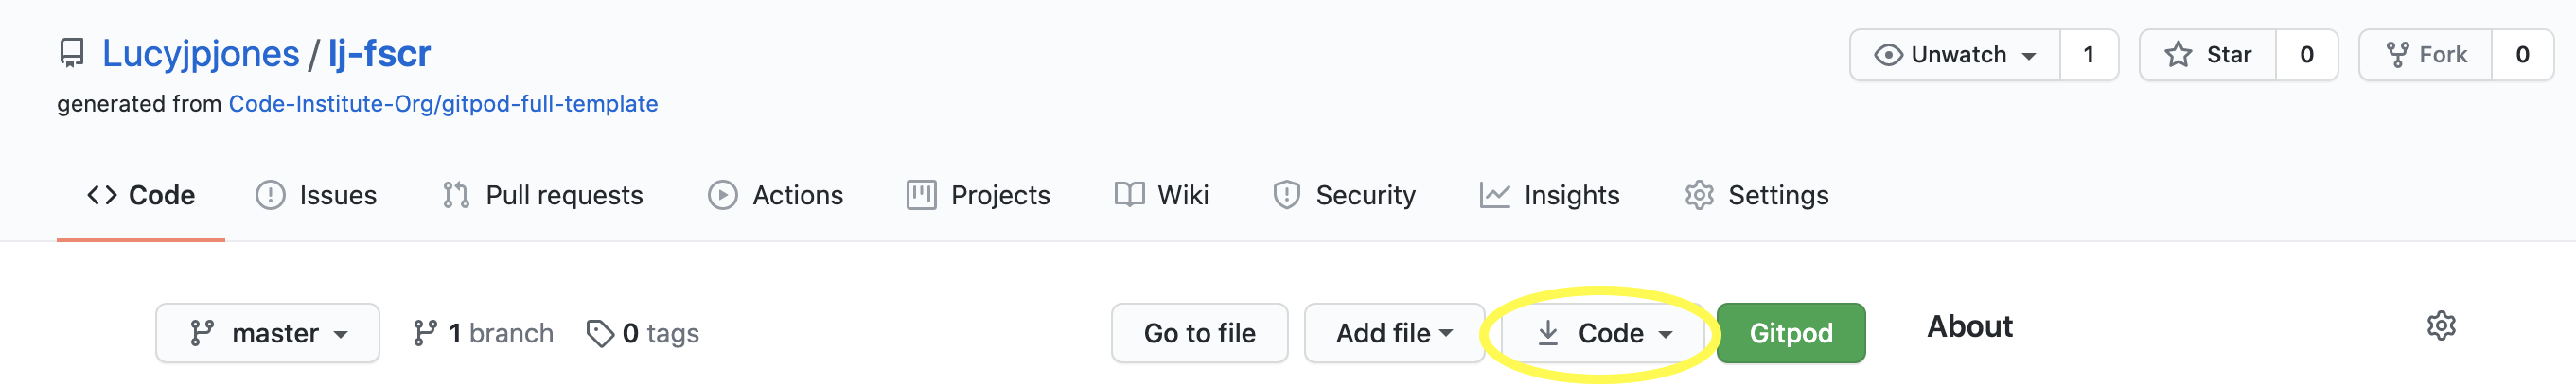 Lucyjpjones / lj-fscr
Unwatch 1 Star 0 Fork 0
generated from Code-Institute-Org/gitpod-full-template
Code Issues Pull requests Actions Projects Wiki Security Insights Settings
master 1 branch 0 tags Go to file Add file Code Gitpod About